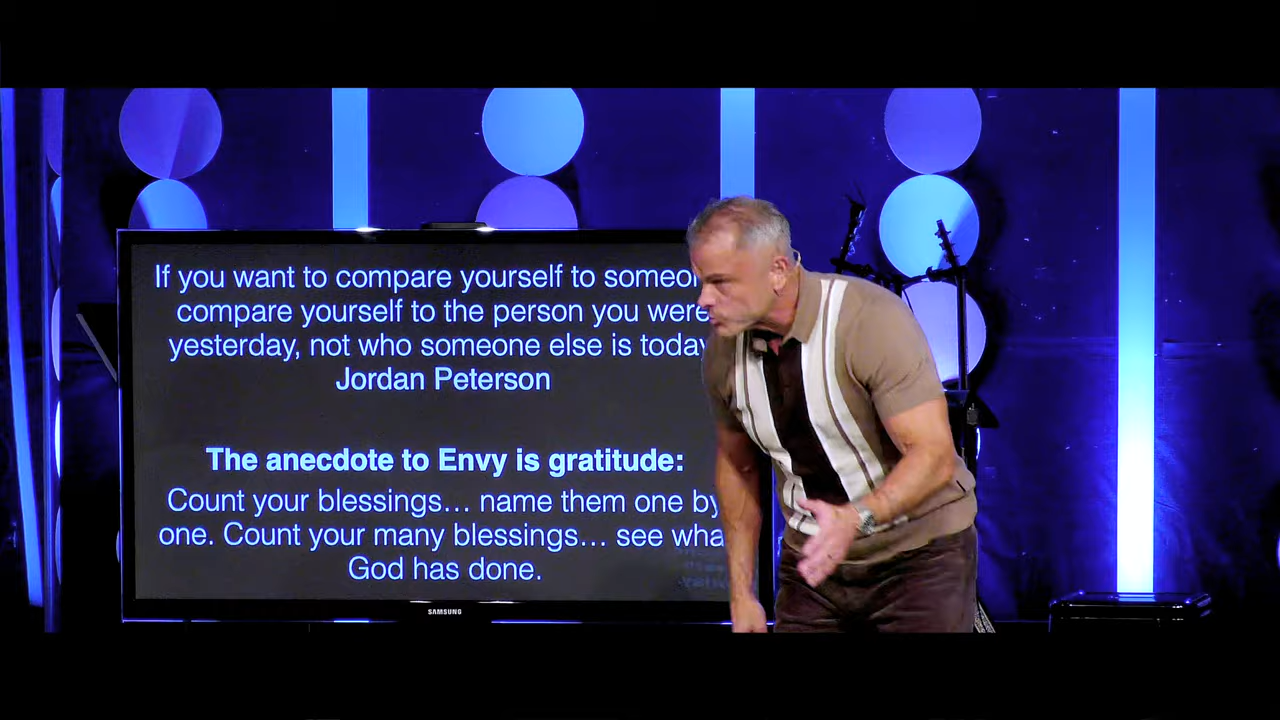 If you want to compare yourself to
compare yourself to the person you were
yesterday, not who someone else is today
Jordan Peterson
The anecdote to Envy is gratitude:
Count your blessings... name them one by
one. Count your many blessings... see
God has done.
SAMSUNG